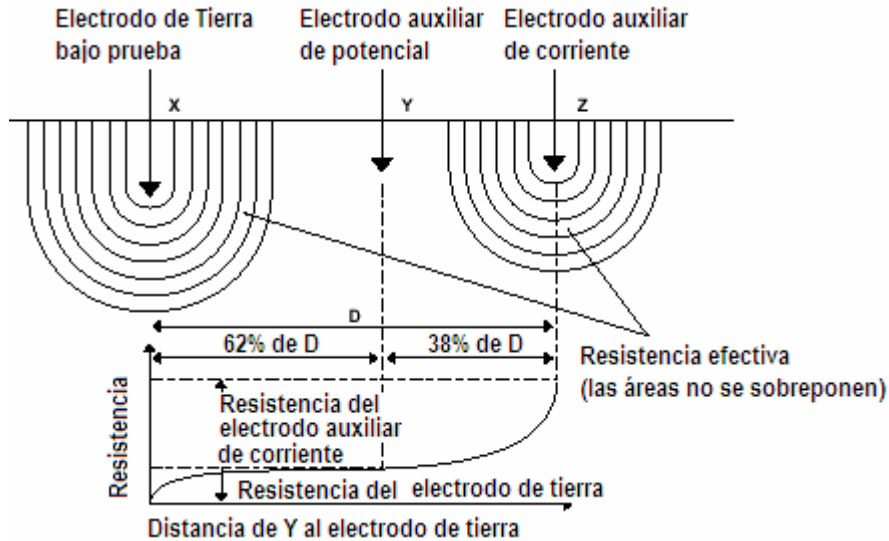 Electrodo de Tierra
bajo prueba
Electrodo auxiliar
de potencial
Electrodo auxiliar
de corriente
X
Y
Z
D
62% de D
38% de D
Resistencia efectiva
(las áreas no se sobreponen)
Resistencia
Resistencia del
electrodo auxiliar
de corriente
Resistencia del electrodo de tierra
Distancia de Y al electrodo de tierra